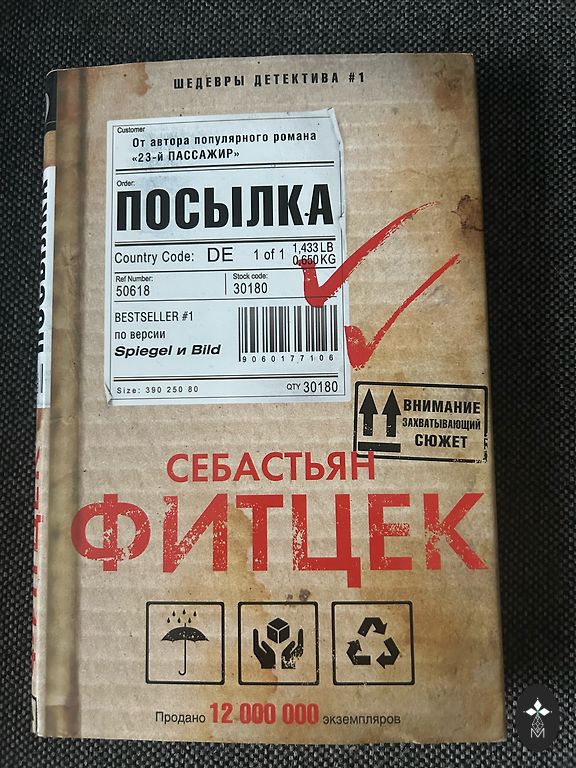 ШЕДЕВРЫ ДЕТЕКТИВА #1
Customer
От автора популярного романа
«23-й ПАССАЖИР»
Order:
ПОСЫЛКА
Country Code: DE 1 of 1 1,433 LB
0,650 KG
Ref Number:
50618
Stock code:
30180
BESTSELLER #1
по версии
Spiegel и Bild
9060177106
Size: 390 250 80
QTY 30180
ВНИМАНИЕ
ЗАХВАТЫВАЮЩИЙ
СЮЖЕТ
СЕБАСТЬЯН
ФИТЦЕК
Продано 12 000 000 экземпляров